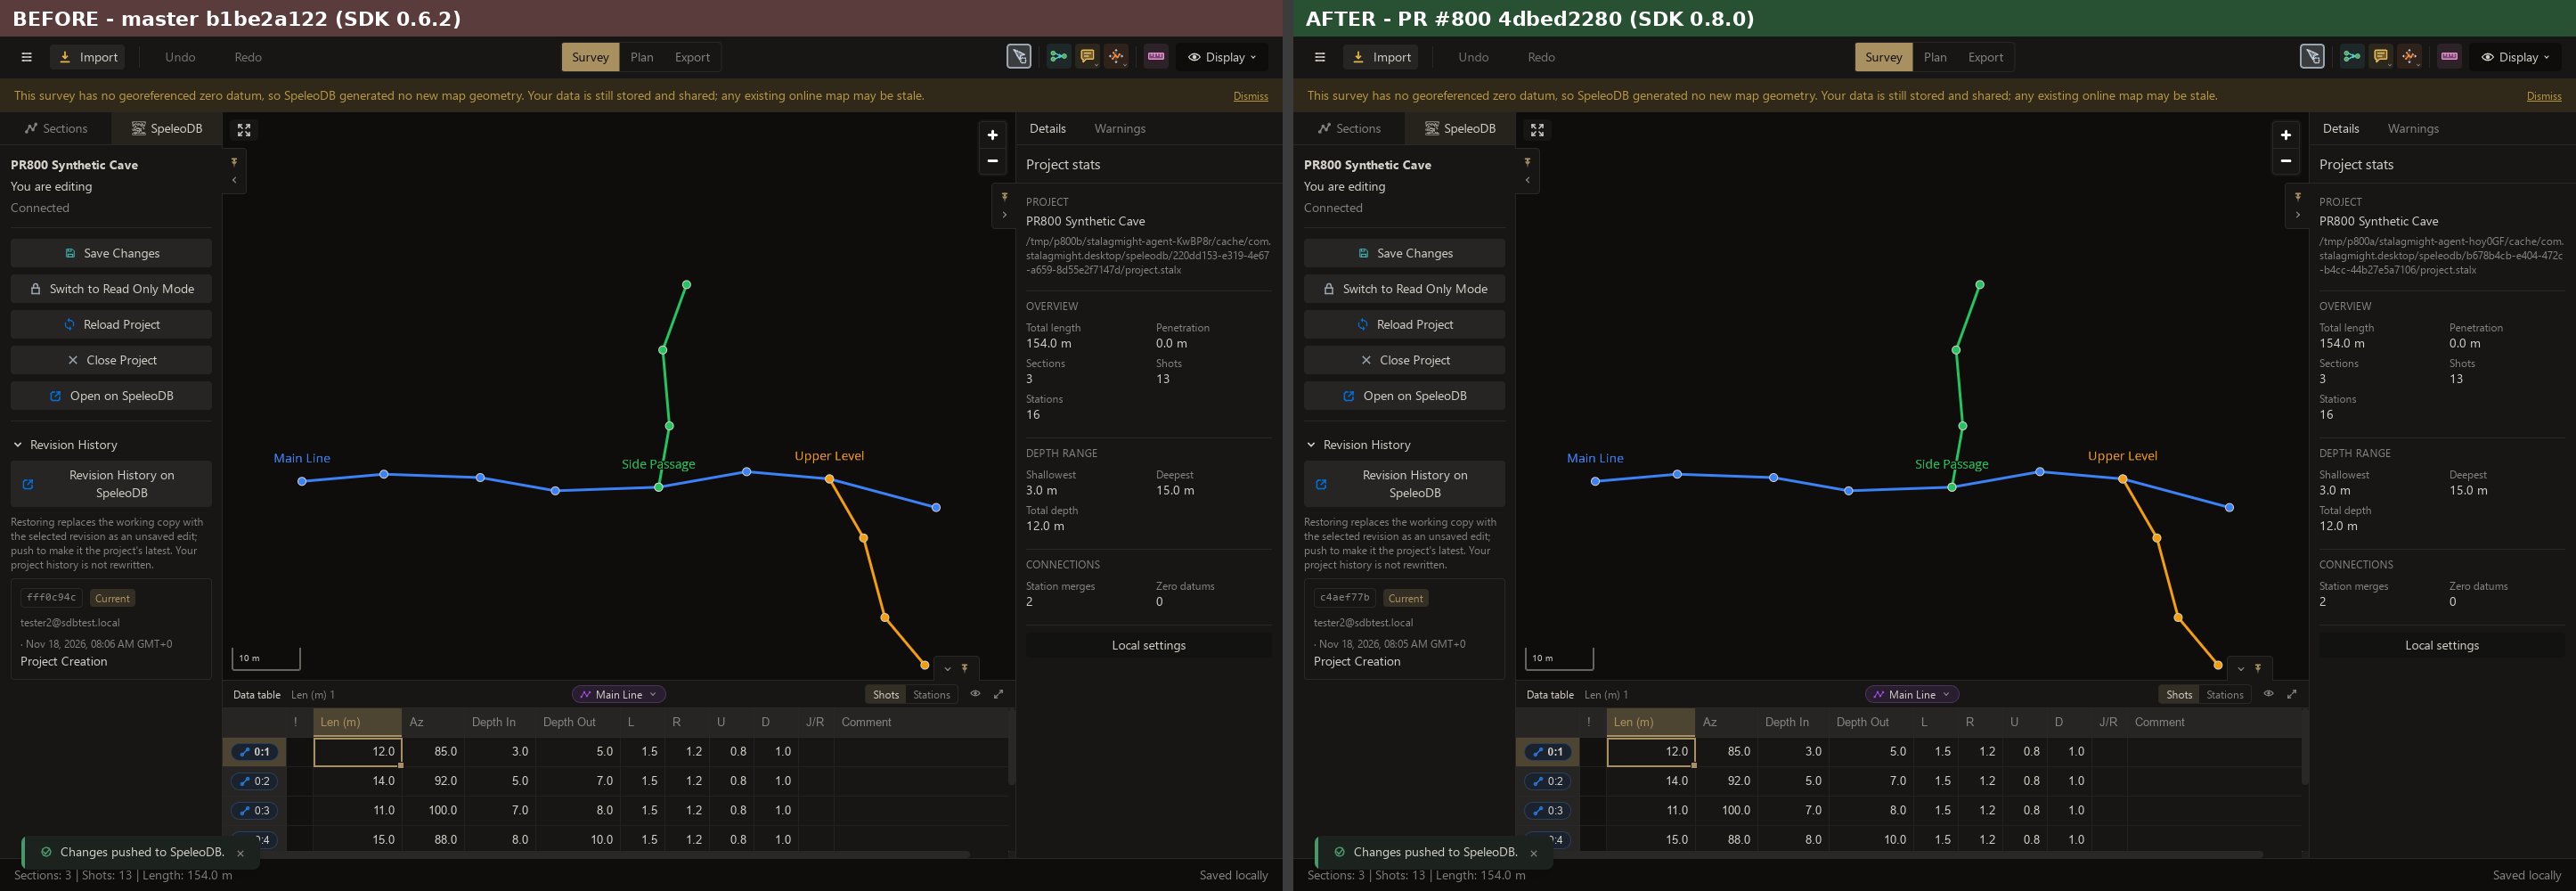 BEFORE - master b1be2a122 (SDK 0.6.2)
Import
Undo
Redo
Survey
Plan
Export
Display
This survey has no georeferenced zero datum, so SpeleoDB generated no new map geometry. Your data is still stored and shared; any existing online map may be stale.
Dismiss
Sections
SpeleoDB
PR800 Synthetic Cave
You are editing
Connected
Save Changes
Switch to Read Only Mode
Reload Project
Close Project
Open on SpeleoDB
Revision History
Revision History on
SpeleoDB
Restoring replaces the working copy with
the selected revision as an unsaved edit;
push to make it the project's latest. Your
project history is not rewritten.
fff0c94c Current
tester2@sdbtest.local
· Nov 18, 2026, 08:06 AM GMT+0
Project Creation
Main Line
Side Passage
Upper Level
10 m
Details
Warnings
Project stats
PROJECT
PR800 Synthetic Cave
/tmp/p800b/stalagmight-agent-KwBP8r/cache/com.
stalagmight.desktop/speleodb/220dd153-e319-4e67
-a659-8d55e2f7147d/project.stalx
OVERVIEW
Total length Penetration
154.0 m 0.0 m
Sections Shots
3 13
Stations
16
DEPTH RANGE
Shallowest Deepest
3.0 m 15.0 m
Total depth
12.0 m
CONNECTIONS
Station merges Zero datums
2 0
Local settings
Data table Len (m) 1 Main Line Shots Stations
! Len (m) Az Depth In Depth Out L R U D J/R Comment
0:1 12.0 85.0 3.0 5.0 1.5 1.2 0.8 1.0
0:2 14.0 92.0 5.0 7.0 1.5 1.2 0.8 1.0
0:3 11.0 100.0 7.0 8.0 1.5 1.2 0.8 1.0
:4 15.0 88.0 8.0 10.0 1.5 1.2 0.8 1.0
Changes pushed to SpeleoDB.
Sections: 3 | Shots: 13 | Length: 154.0 m
Saved locally
AFTER - PR #800 4dbed2280 (SDK 0.8.0)
Import
Undo
Redo
Survey
Plan
Export
Display
This survey has no georeferenced zero datum, so SpeleoDB generated no new map geometry. Your data is still stored and shared; any existing online map may be stale.
Dismiss
Sections
SpeleoDB
PR800 Synthetic Cave
You are editing
Connected
Save Changes
Switch to Read Only Mode
Reload Project
Close Project
Open on SpeleoDB
Revision History
Revision History on
SpeleoDB
Restoring replaces the working copy with
the selected revision as an unsaved edit;
push to make it the project's latest. Your
project history is not rewritten.
c4aef77b Current
tester2@sdbtest.local
· Nov 18, 2026, 08:05 AM GMT+0
Project Creation
Main Line
Side Passage
Upper Level
10 m
Details
Warnings
Project stats
PROJECT
PR800 Synthetic Cave
/tmp/p800a/stalagmight-agent-hoy0GF/cache/com.
stalagmight.desktop/speleodb/b678b4cb-e404-472c
-b4cc-44b27e5a7106/project.stalx
OVERVIEW
Total length Penetration
154.0 m 0.0 m
Sections Shots
3 13
Stations
16
DEPTH RANGE
Shallowest Deepest
3.0 m 15.0 m
Total depth
12.0 m
CONNECTIONS
Station merges Zero datums
2 0
Local settings
Data table Len (m) 1 Main Line Shots Stations
! Len (m) Az Depth In Depth Out L R U D J/R Comment
0:1 12.0 85.0 3.0 5.0 1.5 1.2 0.8 1.0
0:2 14.0 92.0 5.0 7.0 1.5 1.2 0.8 1.0
0:3 11.0 100.0 7.0 8.0 1.5 1.2 0.8 1.0
:4 15.0 88.0 8.0 10.0 1.5 1.2 0.8 1.0
Changes pushed to SpeleoDB.
Sections: 3 | Shots: 13 | Length: 154.0 m
Saved locally